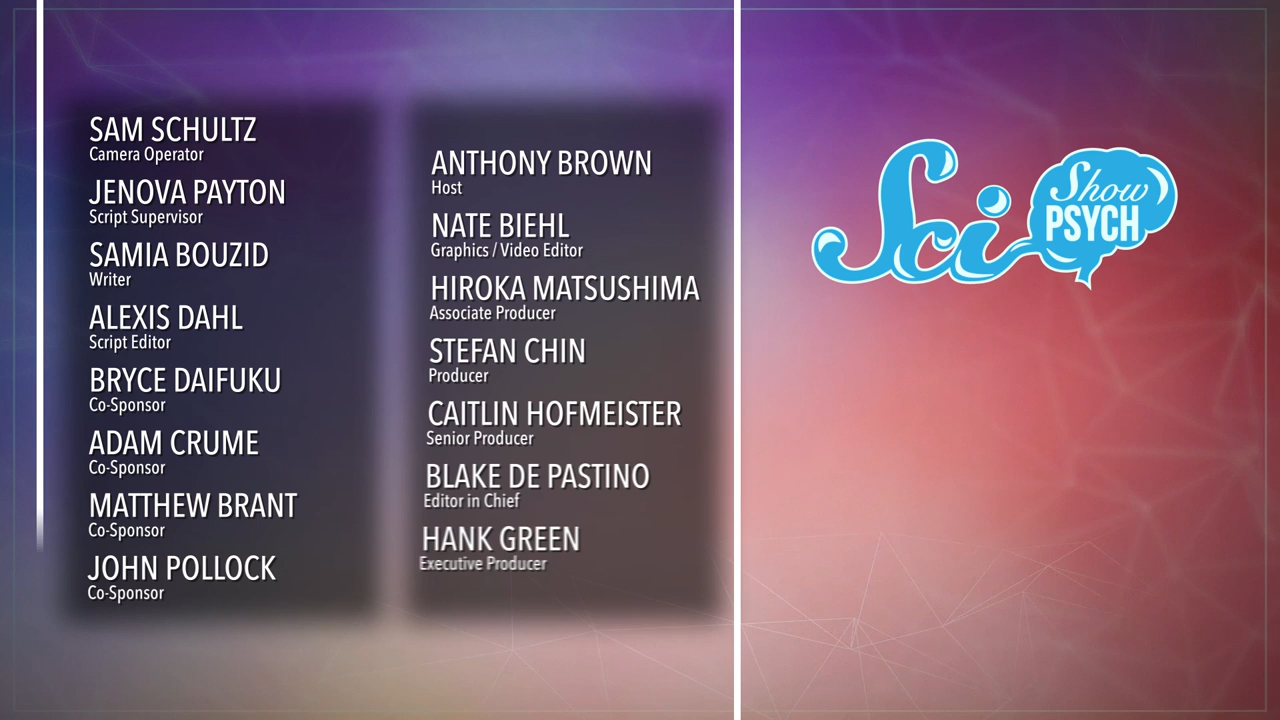 SAM SCHULTZ
Camera Operator
JENOVA PAYTON
Script Supervisor
SAMIA BOUZID
Writer
ALEXIS DAHL
Script Editor
BRYCE DAIFUKU
Co-Sponsor
ADAM CRUME
Co-Sponsor
MATTHEW BRANT
Co-Sponsor
JOHN POLLOCK
Co-Sponsor
ANTHONY BROWN
Host
NATE BIEHL
Graphics / Video Editor
HIROKA MATSUSHIMA
Associate Producer
STEFAN CHIN
Producer
CAITLIN HOFMEISTER
Senior Producer
BLAKE DE PASTINO
Editor in Chief
HANK GREEN
Executive Producer
Sci Show
PSYCH